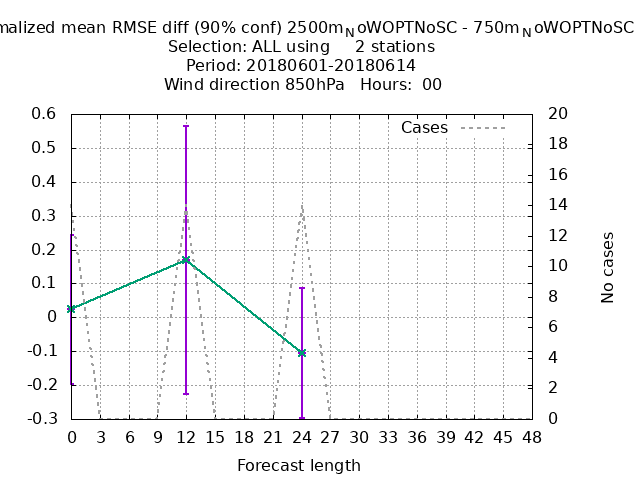 malized mean RMSE diff (90% conf) 2500m_NoWOPTNoSC - 750m_NoWOPTNoSC
Selection: ALL using 2 stations
Period: 20180601-20180614
Wind direction 850hPa Hours: 00
Cases
0.6 0.5 0.4 0.3 0.2 0.1 0 -0.1 -0.2 -0.3
20 18 16 14 12 10 8 6 4 2 0
No cases
0 3 6 9 12 15 18 21 24 27 30 33 36 39 42 45 48
Forecast length